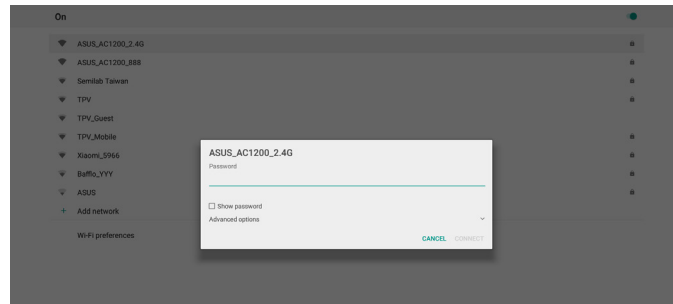 On
ASUS_AC1200_2.4G
ASUS_AC1200_888
Semilab Taiwan
TPV
TPV_Guest
TPV_Mobile
Xiaomi_5966
Baffio_YYY
ASUS
Add network
Wi-Fi preferences
ASUS_AC1200_2.4G
Password
Show password
Advanced options
CANCEL CONNECT